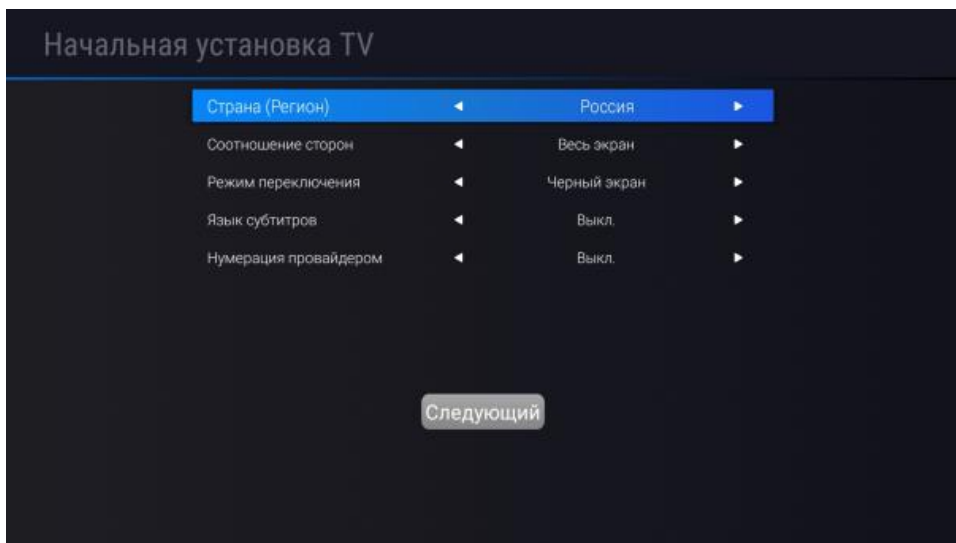 Начальная установка TV
Страна (Регион) Россия
Соотношение сторон Весь экран
Режим переключения Черный экран
Язык субтитров Выкл.
Нумерация провайдером Выкл.
Следующий